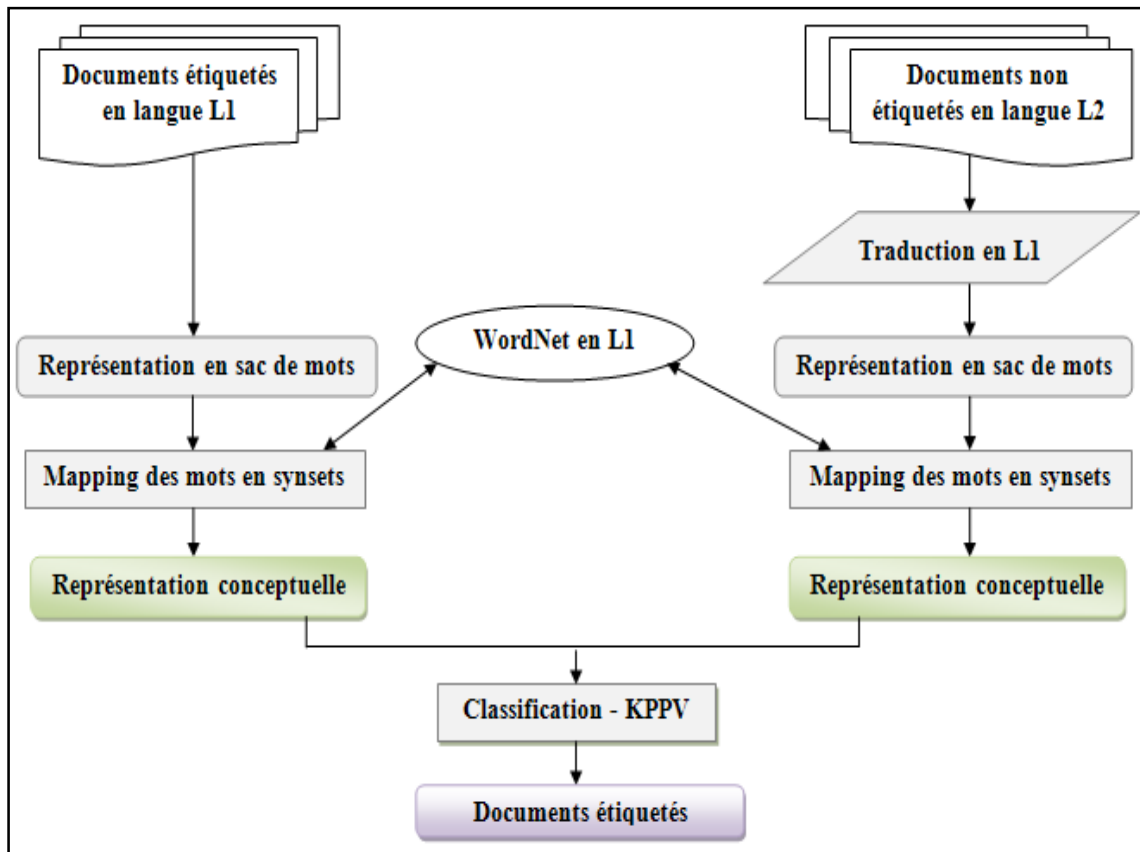 Documents étiquetés
en langue L1
Documents non
étiquetés en langue L2
Traduction en L1
WordNet en L1
Représentation en sac de mots
Représentation en sac de mots
Mapping des mots en synsets
Mapping des mots en synsets
Représentation conceptuelle
Représentation conceptuelle
Classification - KPPV
Documents étiquetés